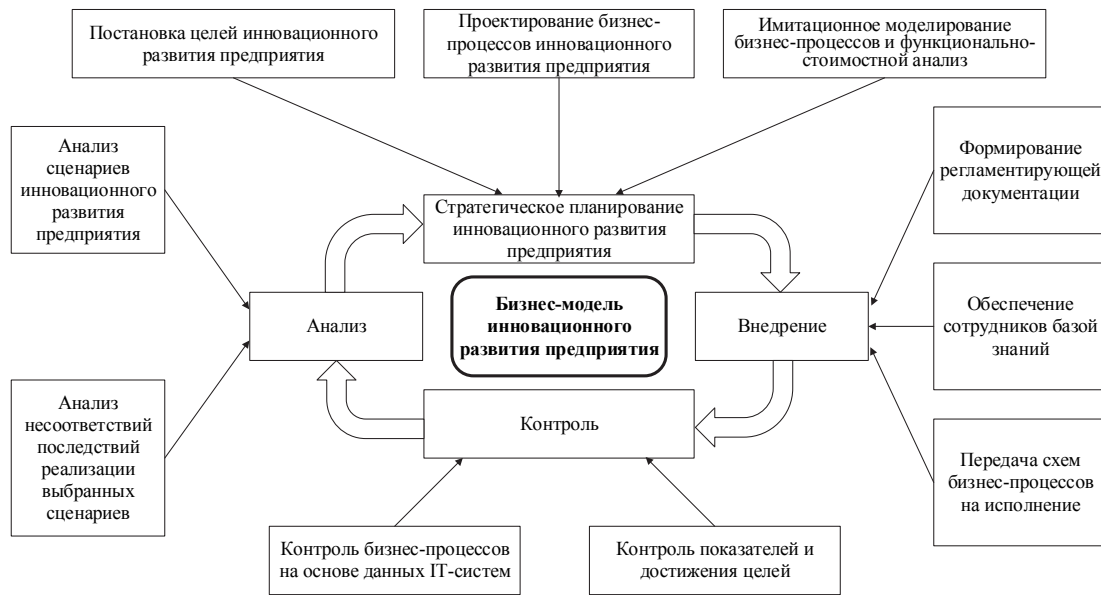 Постановка целей инновационного
развития предприятия
Проектирование бизнес-
процессов инновационного
развития предприятия
Имитационное моделирование
бизнес-процессов и функционально-
стоимостной анализ
Анализ
сценариев
инновационного
развития
предприятия
Стратегическое планирование
инновационного развития
предприятия
Формирование
регламентирующей
документации
Анализ
Бизнес-модель
инновационного
развития предприятия
Внедрение
Обеспечение
сотрудников базой
знаний
Анализ
несоответствий
последствий
реализации
выбранных
сценариев
Контроль
Передача схем
бизнес-процессов
на исполнение
Контроль бизнес-процессов
на основе данных IT-систем
Контроль показателей и
достижения целей